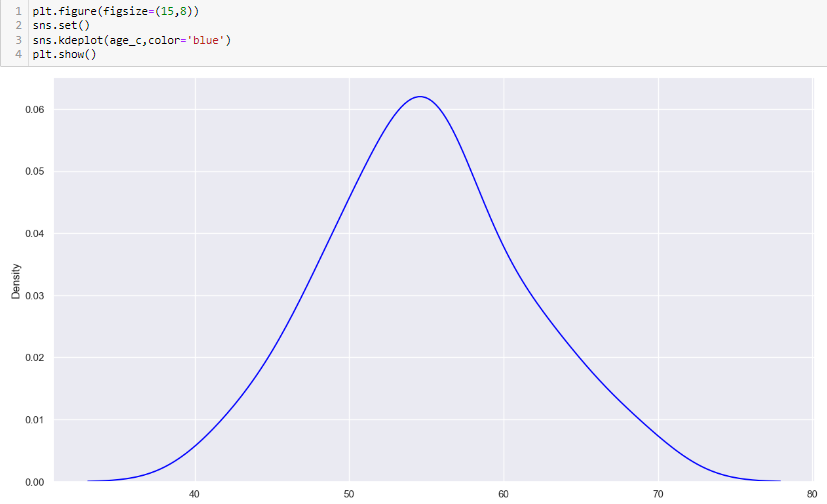 1 plt.figure(figsize=(15,8))
2 sns.set()
3 sns.kdeplot(age_c,color='blue')
4 plt.show()
0.06
0.05
0.04
Density
0.03
0.02
0.01
0.00
40 50 60 70 80